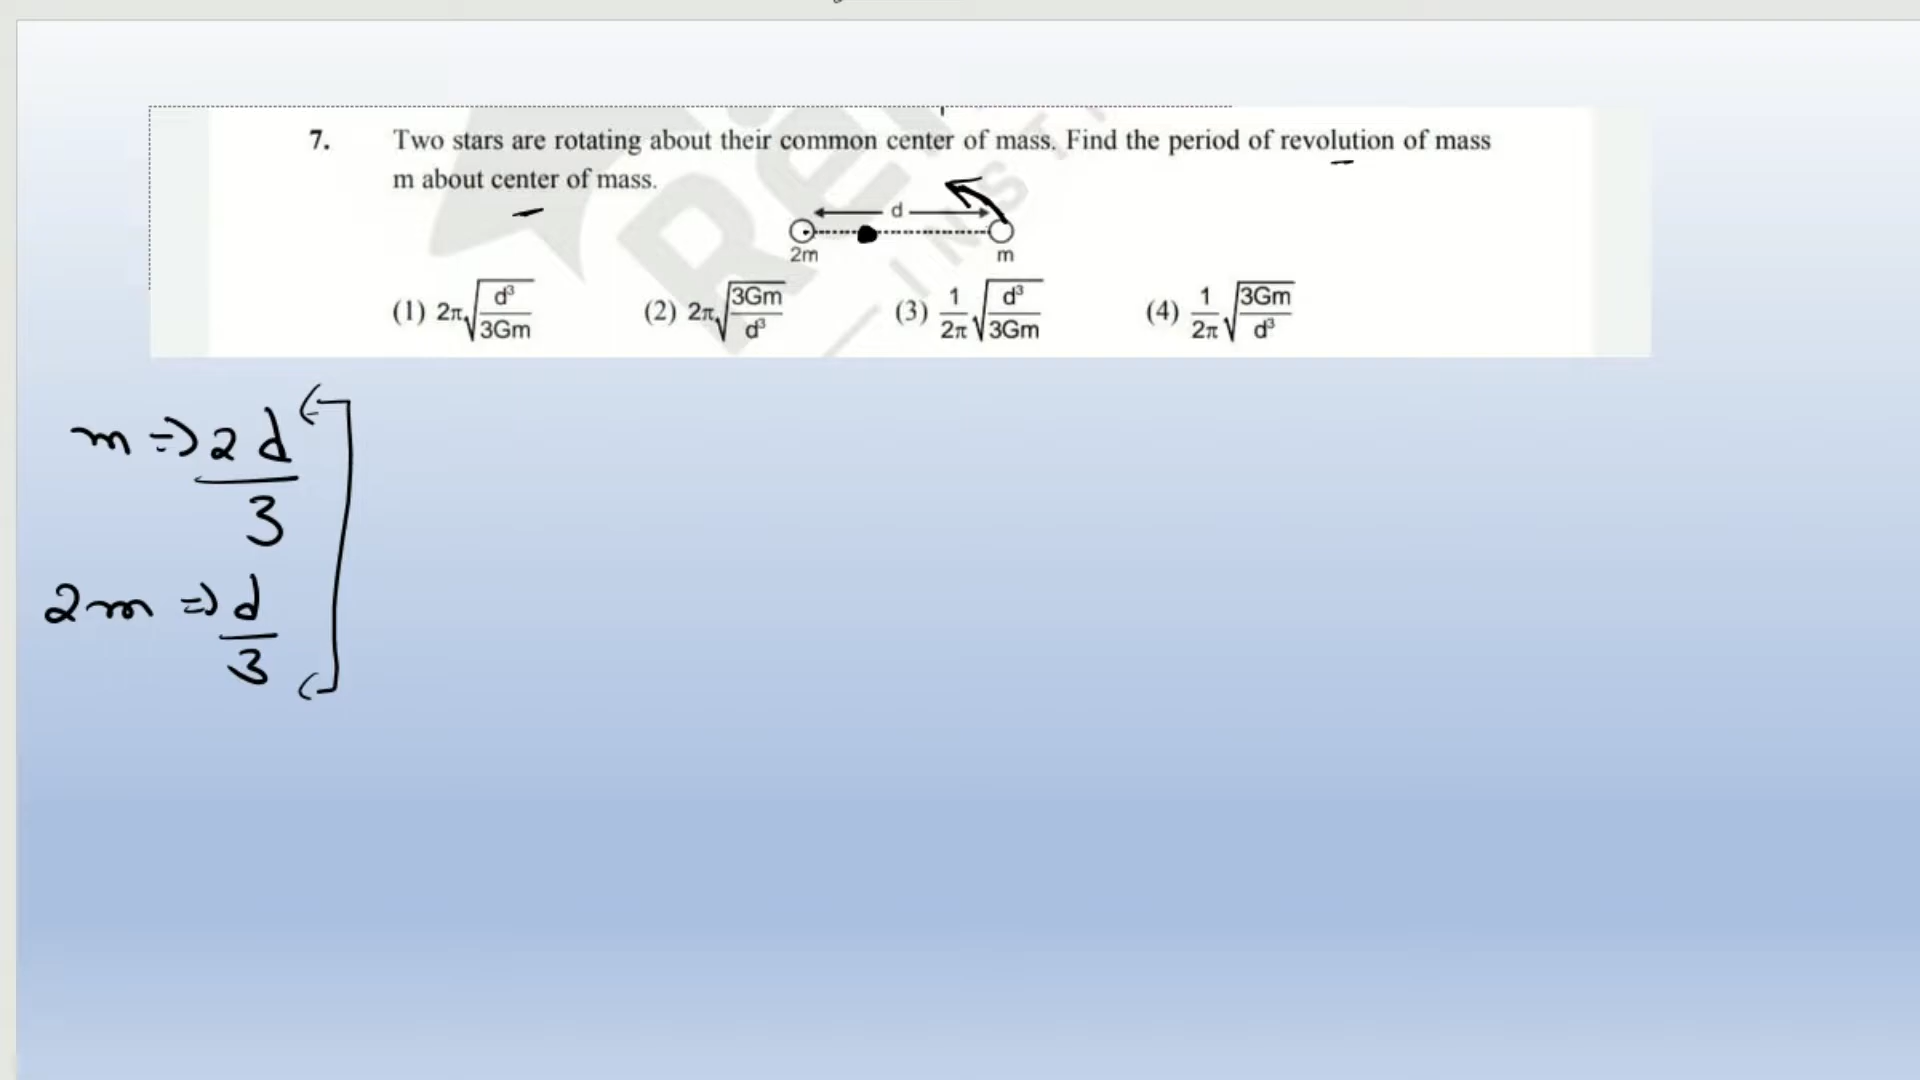 7. Two stars are rotating about their common center of mass. Find the period of revolution of mass
m about center of mass.
d
2m m
(1) 2π√(d³/3Gm) (2) 2π√(3Gm/d³) (3) 1/2π √(d³/3Gm) (4) 1/2π √(3Gm/d³)
m => 2d/3
2m => d/3